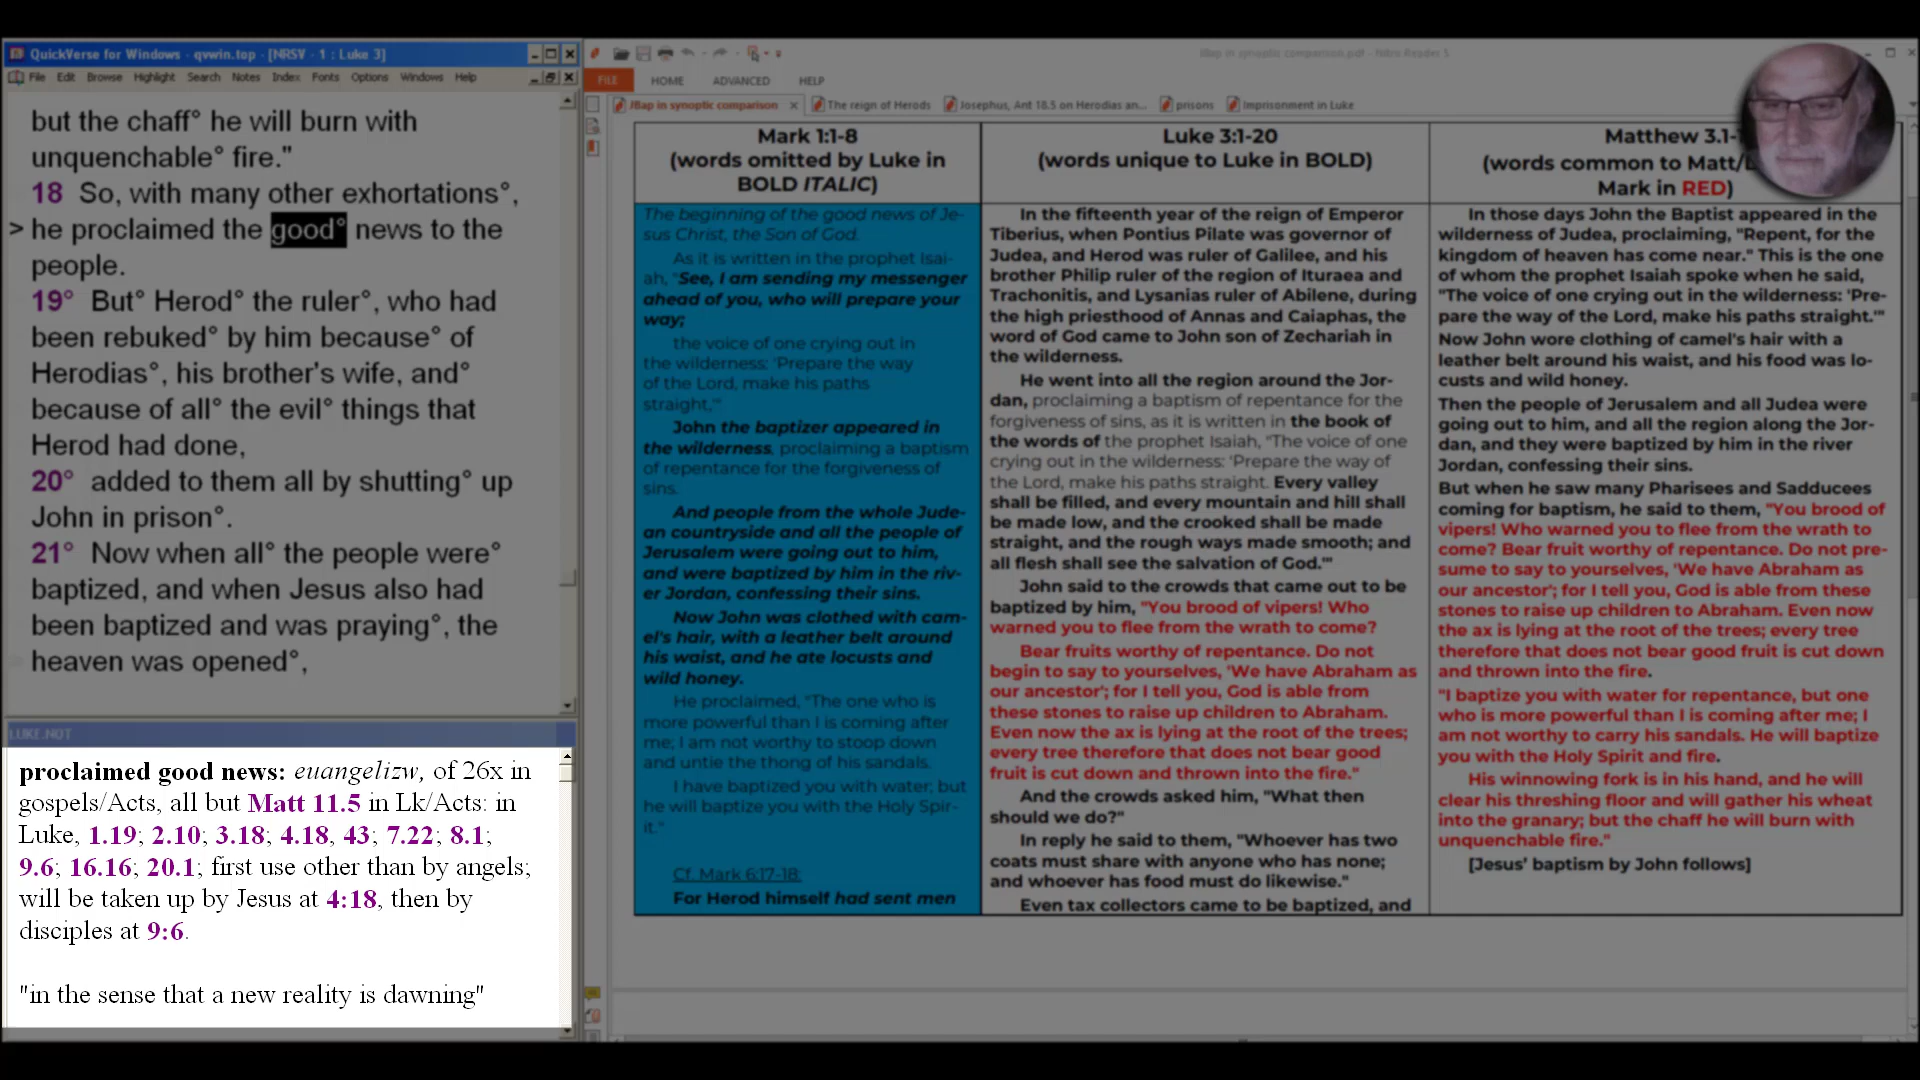 QuickVerse for Windows - qvwin.top - [NRSV - 1 : Luke 3]
File Edit Browse Highlight Search Notes Index Fonts Options Windows Help
but the chaff° he will burn with
unquenchable° fire."
18 So, with many other exhortations°,
> he proclaimed the good° news to the
people.
19° But° Herod° the ruler°, who had
been rebuked° by him because° of
Herodias°, his brother's wife, and°
because of all° the evil° things that
Herod had done,
20° added to them all by shutting° up
John in prison°.
21° Now when all° the people were°
baptized, and when Jesus also had
been baptized and was praying°, the
heaven was opened°,
LUKE.NOT
proclaimed good news: euangelizw, of 26x in
gospels/Acts, all but Matt 11.5 in Lk/Acts: in
Luke, 1.19; 2.10; 3.18; 4.18, 43; 7.22; 8.1;
9.6; 16.16; 20.1; first use other than by angels;
will be taken up by Jesus at 4:18, then by
disciples at 9:6.
"in the sense that a new reality is dawning"
JBap in synoptic comparison.pdf - Nitro Reader 5
FILE HOME ADVANCED HELP
JBap in synoptic comparison The reign of Herods Josephus, Ant 18.5 on Herodias an... prisons Imprisonment in Luke
Mark 1:1-8
(words omitted by Luke in
BOLD ITALIC)
The beginning of the good news of Je-
sus Christ, the Son of God.
As it is written in the prophet Isai-
ah, "See, I am sending my messenger
ahead of you, who will prepare your
way;
the voice of one crying out in
the wilderness: 'Prepare the way
of the Lord, make his paths
straight,'"
John the baptizer appeared in
the wilderness, proclaiming a baptism
of repentance for the forgiveness of
sins.
And people from the whole Jude-
an countryside and all the people of
Jerusalem were going out to him,
and were baptized by him in the riv-
er Jordan, confessing their sins.
Now John was clothed with cam-
el's hair, with a leather belt around
his waist, and he ate locusts and
wild honey.
He proclaimed, "The one who is
more powerful than I is coming after
me; I am not worthy to stoop down
and untie the thong of his sandals.
I have baptized you with water; but
he will baptize you with the Holy Spir-
it."
Cf. Mark 6:17-18:
For Herod himself had sent men
Luke 3:1-20
(words unique to Luke in BOLD)
In the fifteenth year of the reign of Emperor
Tiberius, when Pontius Pilate was governor of
Judea, and Herod was ruler of Galilee, and his
brother Philip ruler of the region of Ituraea and
Trachonitis, and Lysanias ruler of Abilene, during
the high priesthood of Annas and Caiaphas, the
word of God came to John son of Zechariah in
the wilderness.
He went into all the region around the Jor-
dan, proclaiming a baptism of repentance for the
forgiveness of sins, as it is written in the book of
the words of the prophet Isaiah, "The voice of one
crying out in the wilderness: 'Prepare the way of
the Lord, make his paths straight. Every valley
shall be filled, and every mountain and hill shall
be made low, and the crooked shall be made
straight, and the rough ways made smooth; and
all flesh shall see the salvation of God.'"
John said to the crowds that came out to be
baptized by him, "You brood of vipers! Who
warned you to flee from the wrath to come?
Bear fruits worthy of repentance. Do not
begin to say to yourselves, 'We have Abraham as
our ancestor'; for I tell you, God is able from
these stones to raise up children to Abraham.
Even now the ax is lying at the root of the trees;
every tree therefore that does not bear good
fruit is cut down and thrown into the fire."
And the crowds asked him, "What then
should we do?"
In reply he said to them, "Whoever has two
coats must share with anyone who has none;
and whoever has food must do likewise."
Even tax collectors came to be baptized, and
Matthew 3.1-
(words common to Matt/
Mark in RED)
In those days John the Baptist appeared in the
wilderness of Judea, proclaiming, "Repent, for the
kingdom of heaven has come near." This is the one
of whom the prophet Isaiah spoke when he said,
"The voice of one crying out in the wilderness: 'Pre-
pare the way of the Lord, make his paths straight.'"
Now John wore clothing of camel's hair with a
leather belt around his waist, and his food was lo-
custs and wild honey.
Then the people of Jerusalem and all Judea were
going out to him, and all the region along the Jor-
dan, and they were baptized by him in the river
Jordan, confessing their sins.
But when he saw many Pharisees and Sadducees
coming for baptism, he said to them, "You brood of
vipers! Who warned you to flee from the wrath to
come? Bear fruit worthy of repentance. Do not pre-
sume to say to yourselves, 'We have Abraham as
our ancestor'; for I tell you, God is able from these
stones to raise up children to Abraham. Even now
the ax is lying at the root of the trees; every tree
therefore that does not bear good fruit is cut down
and thrown into the fire.
"I baptize you with water for repentance, but one
who is more powerful than I is coming after me; I
am not worthy to carry his sandals. He will baptize
you with the Holy Spirit and fire.
His winnowing fork is in his hand, and he will
clear his threshing floor and will gather his wheat
into the granary; but the chaff he will burn with
unquenchable fire."
[Jesus' baptism by John follows]